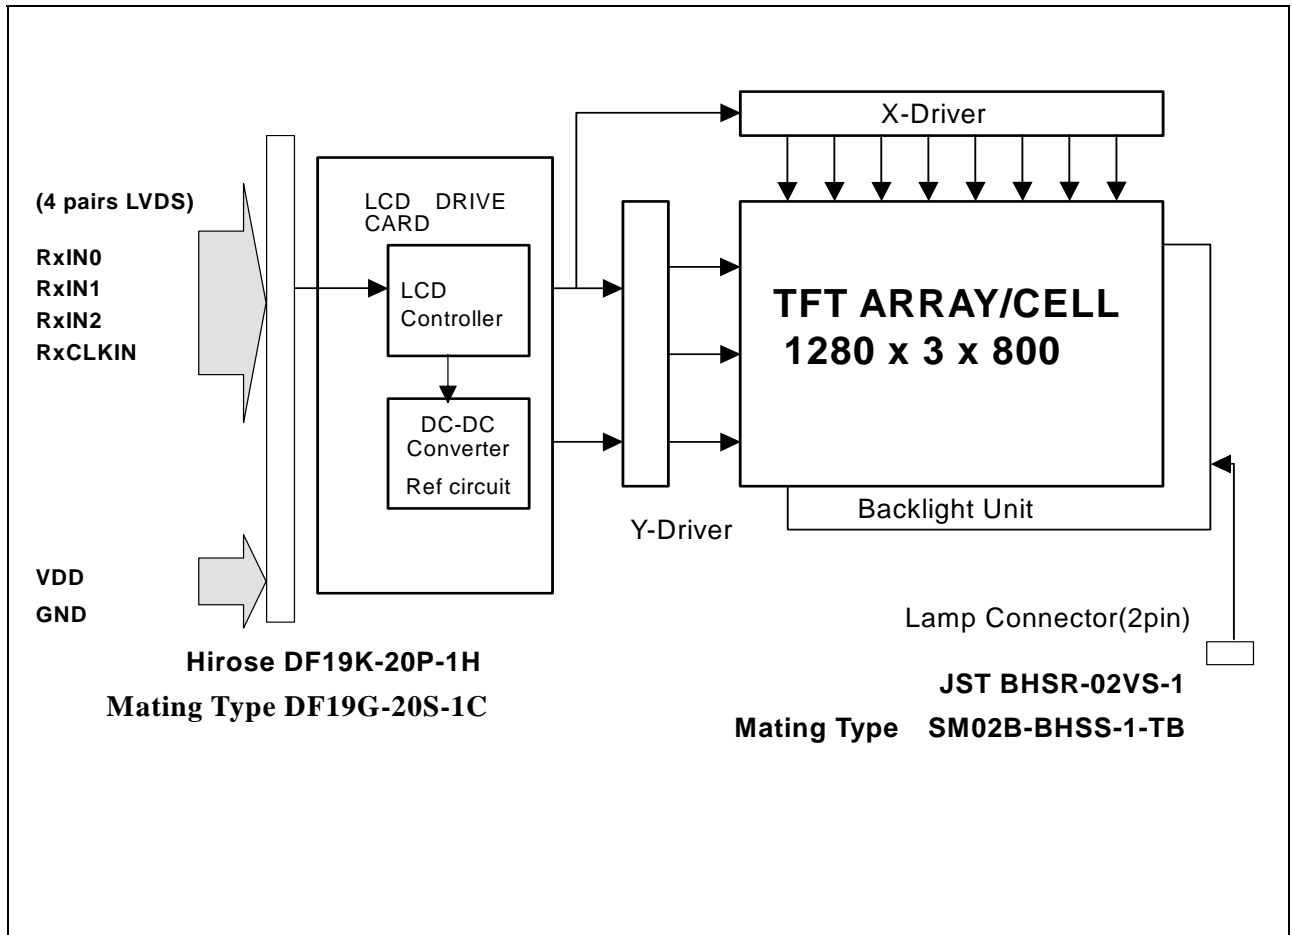 X-Driver
(4 pairs LVDS)
RxIN0
RxIN1
RxIN2
RxCLKIN
LCD DRIVE
CARD
LCD
Controller
DC-DC
Converter
Ref circuit
TFT ARRAY/CELL
1280 x 3 x 800
Backlight Unit
Y-Driver
VDD
GND
Lamp Connector(2pin)
Hirose DF19K-20P-1H
Mating Type DF19G-20S-1C
JST BHSR-02VS-1
Mating Type SM02B-BHSS-1-TB